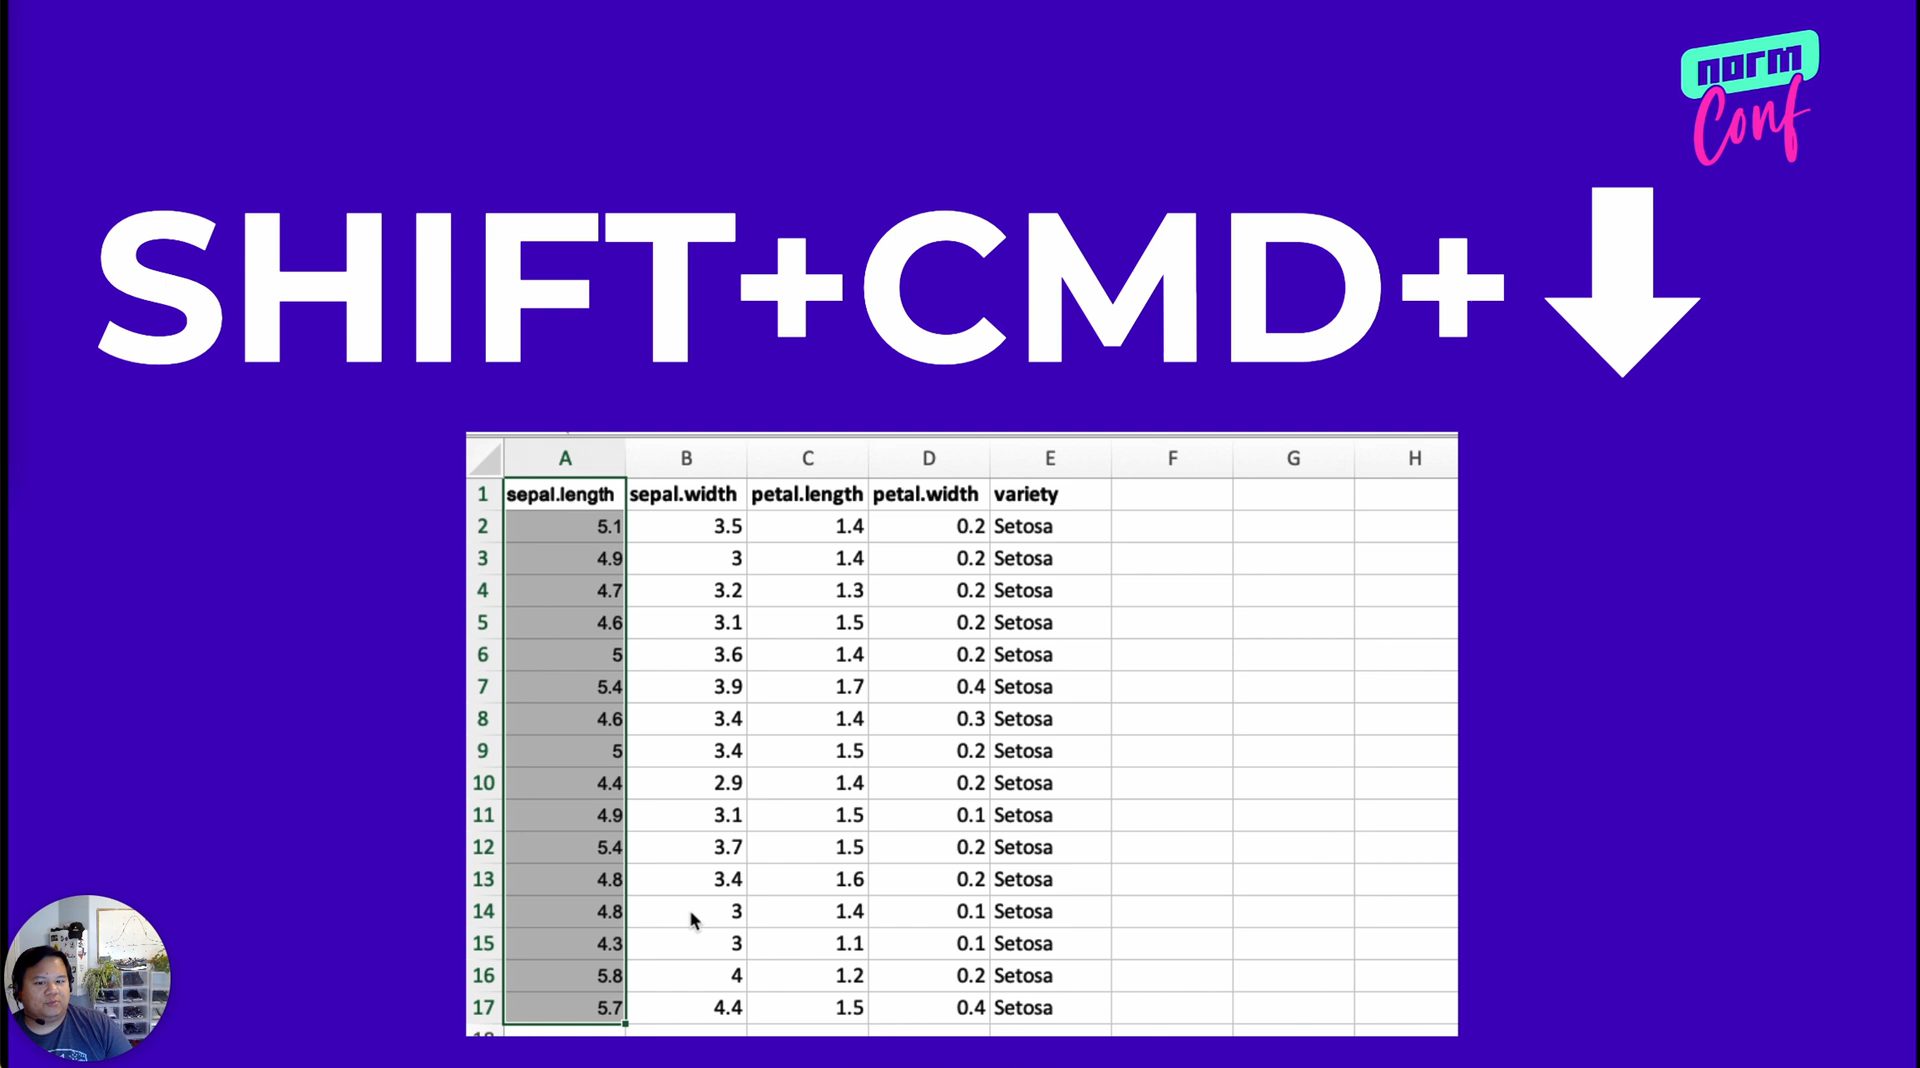 norm
Conf
SHIFT+CMD+⬇
A B C D E F G H
1 sepal.length sepal.width petal.length petal.width variety
2 5.1 3.5 1.4 0.2 Setosa
3 4.9 3 1.4 0.2 Setosa
4 4.7 3.2 1.3 0.2 Setosa
5 4.6 3.1 1.5 0.2 Setosa
6 5 3.6 1.4 0.2 Setosa
7 5.4 3.9 1.7 0.4 Setosa
8 4.6 3.4 1.4 0.3 Setosa
9 5 3.4 1.5 0.2 Setosa
10 4.4 2.9 1.4 0.2 Setosa
11 4.9 3.1 1.5 0.1 Setosa
12 5.4 3.7 1.5 0.2 Setosa
13 4.8 3.4 1.6 0.2 Setosa
14 4.8 3 1.4 0.1 Setosa
15 4.3 3 1.1 0.1 Setosa
16 5.8 4 1.2 0.2 Setosa
17 5.7 4.4 1.5 0.4 Setosa